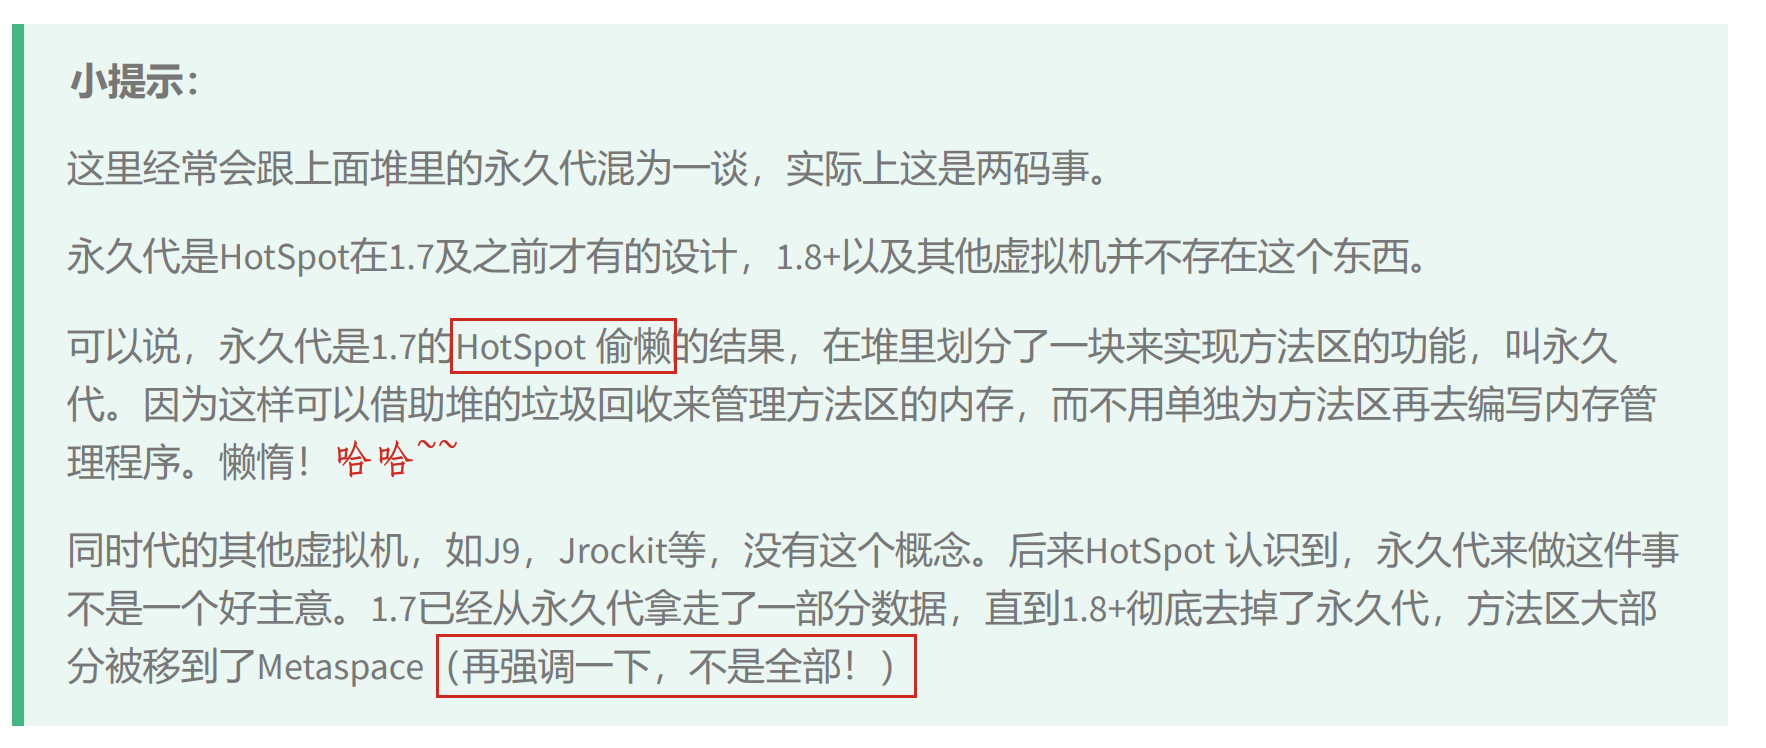 小提示：
这里经常会跟上面堆里的永久代混为一谈，实际上这是两码事。
永久代是HotSpot在1.7及之前才有的设计，1.8+以及其他虚拟机并不存在这个东西。
可以说，永久代是1.7的HotSpot 偷懒的结果，在堆里划分了一块来实现方法区的功能，叫永久
代。因为这样可以借助堆的垃圾回收来管理方法区的内存，而不用单独为方法区再去编写内存管
理程序。懒惰！ 哈哈~~
同时代的其他虚拟机，如J9，Jrockit等，没有这个概念。后来HotSpot 认识到，永久代来做这件事
不是一个好主意。1.7已经从永久代拿走了一部分数据，直到1.8+彻底去掉了永久代，方法区大部
分被移到了Metaspace（再强调一下，不是全部！）